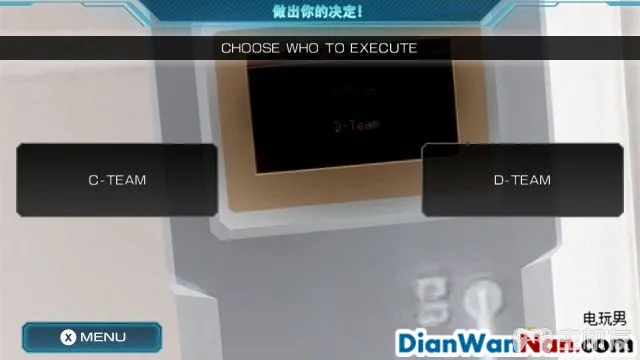 做出你的决定!
CHOOSE WHO TO EXECUTE
D-Team
C-TEAM
D-TEAM
X MENU
电玩男
DianWanNan.com